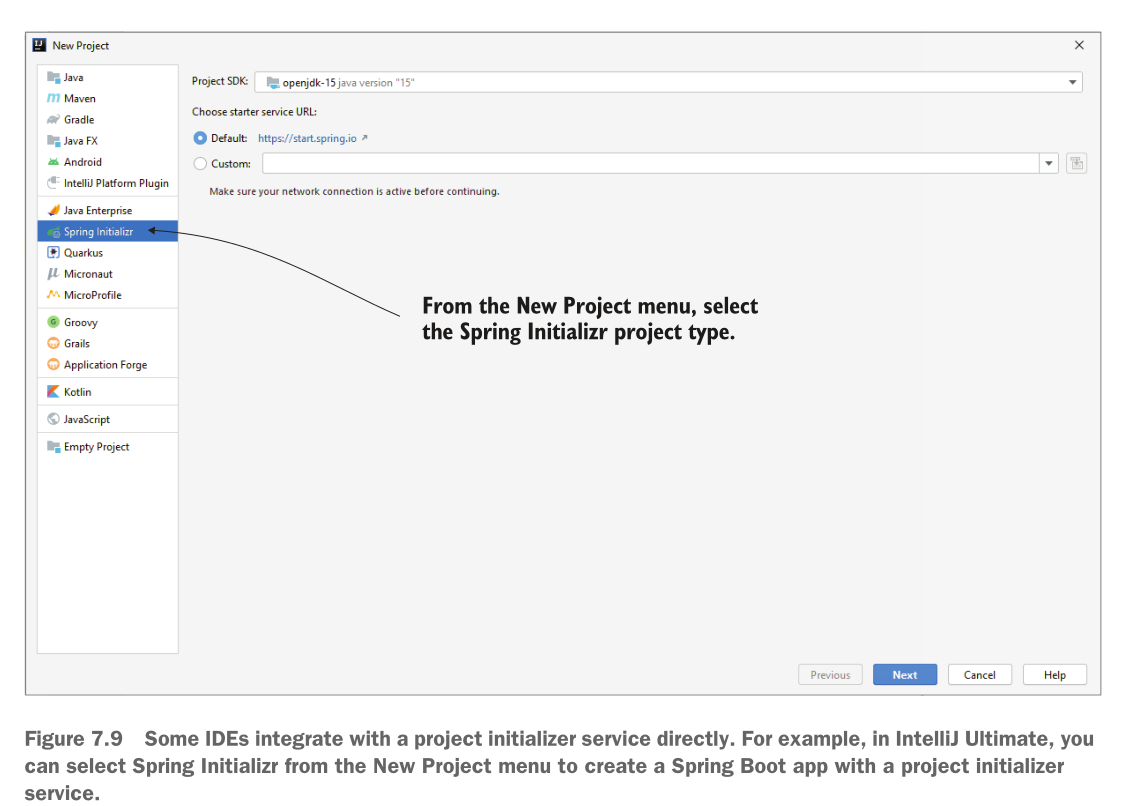 New Project
Java
Maven
Gradle
Java FX
Android
IntelliJ Platform Plugin
Java Enterprise
Spring Initializr
Quarkus
Micronaut
MicroProfile
Groovy
Grails
Application Forge
Kotlin
JavaScript
Empty Project
Project SDK: openjdk-15 java version "15"
Choose starter service URL:
Default: https://start.spring.io
Custom:
Make sure your network connection is active before continuing.
From the New Project menu, select
the Spring Initializr project type.
Previous Next Cancel Help
Figure 7.9 Some IDEs integrate with a project initializer service directly. For example, in IntelliJ Ultimate, you
can select Spring Initializr from the New Project menu to create a Spring Boot app with a project initializer
service.